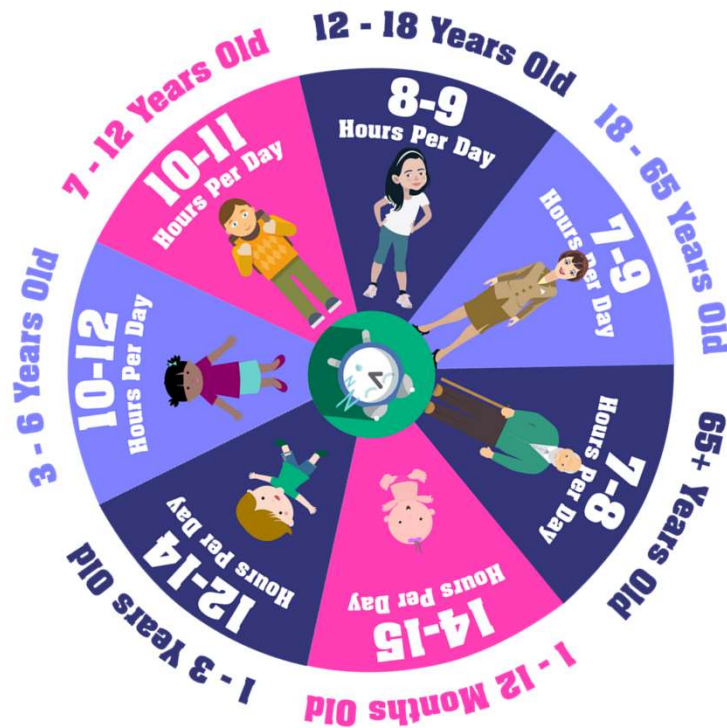 12 - 18 Years Old
8-9
Hours Per Day
18 - 65 Years Old
7-9
Hours Per Day
65+ Years Old
7-8
Hours Per Day
1 - 12 Months Old
14-15
Hours Per Day
1 - 3 Years Old
12-14
Hours Per Day
3 - 6 Years Old
10-12
Hours Per Day
7 - 12 Years Old
10-11
Hours Per Day